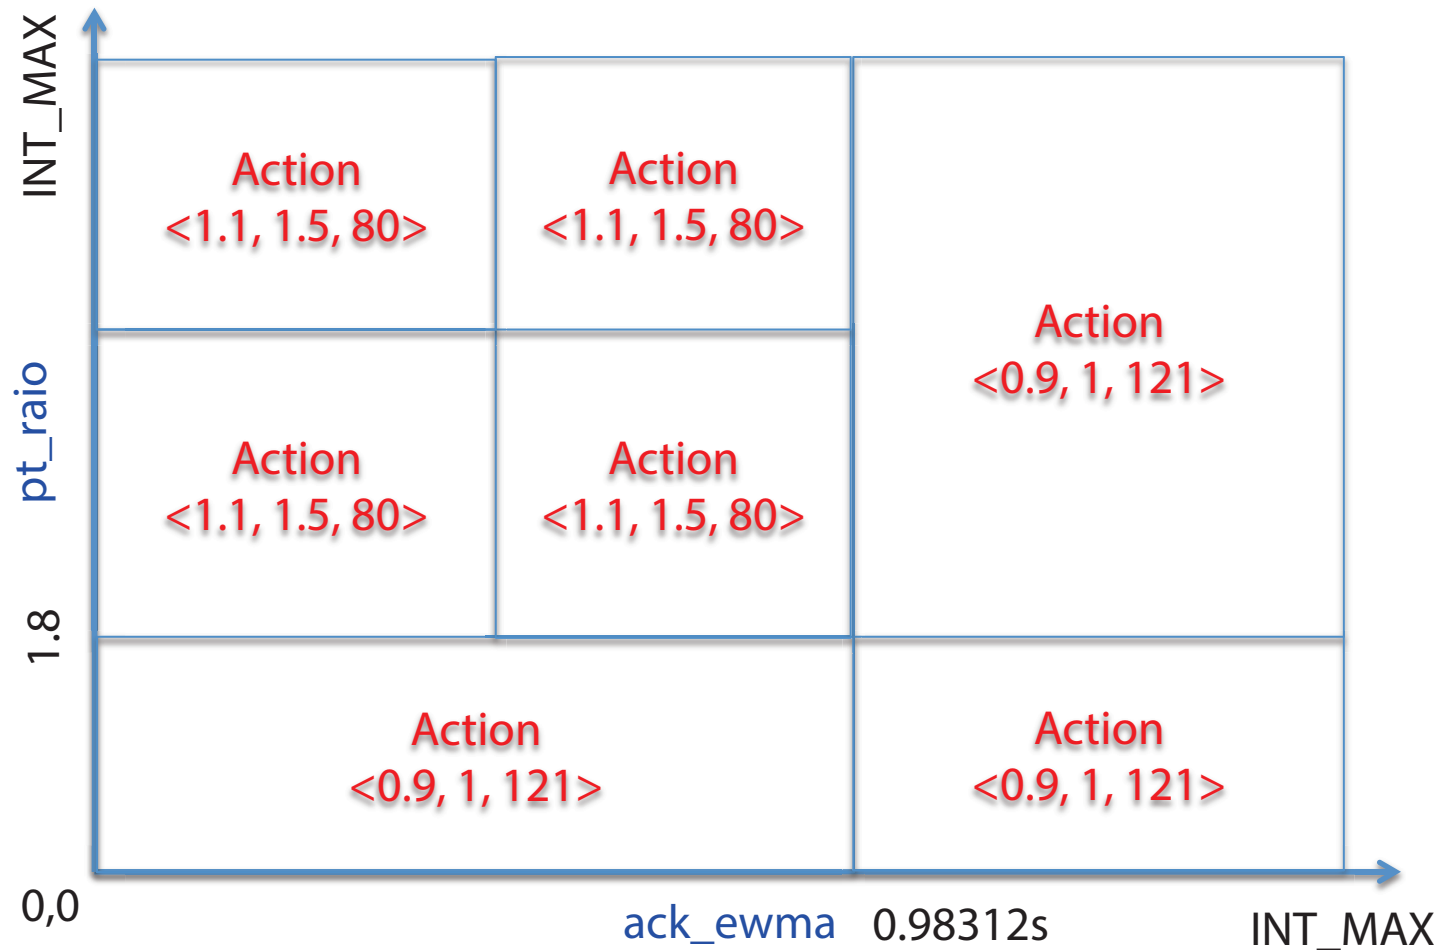 INT_MAX
Action
<1.1, 1.5, 80>
Action
<1.1, 1.5, 80>
Action
<0.9, 1, 121>
pt_raio
Action
<1.1, 1.5, 80>
Action
<1.1, 1.5, 80>
1.8
Action
<0.9, 1, 121>
Action
<0.9, 1, 121>
0,0
ack_ewma
0.98312s
INT_MAX